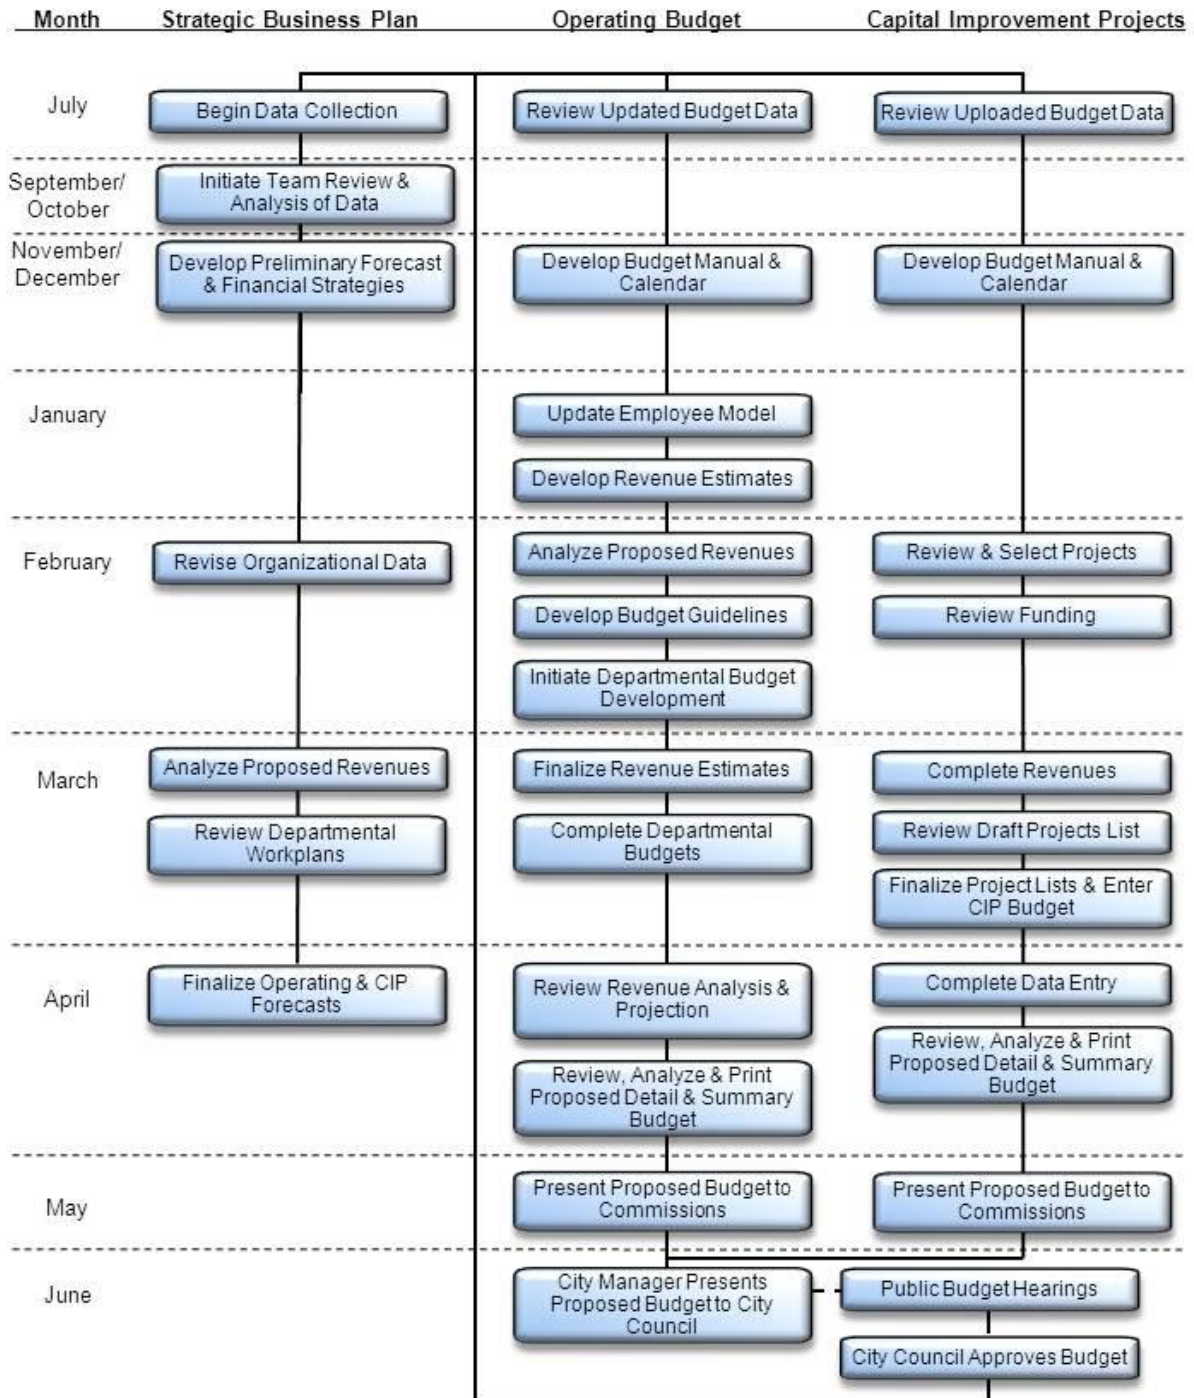 Month Strategic Business Plan Operating Budget Capital Improvement Projects
July
Begin Data Collection
Review Updated Budget Data
Review Uploaded Budget Data
September/
October
Initiate Team Review &
Analysis of Data
November/
December
Develop Preliminary Forecast
& Financial Strategies
Develop Budget Manual &
Calendar
Develop Budget Manual &
Calendar
January
Update Employee Model
Develop Revenue Estimates
February
Revise Organizational Data
Analyze Proposed Revenues
Develop Budget Guidelines
Initiate Departmental Budget
Development
Review & Select Projects
Review Funding
March
Analyze Proposed Revenues
Review Departmental
Workplans
Finalize Revenue Estimates
Complete Departmental
Budgets
Complete Revenues
Review Draft Projects List
Finalize Project Lists & Enter
CIP Budget
April
Finalize Operating & CIP
Forecasts
Review Revenue Analysis &
Projection
Review, Analyze & Print
Proposed Detail & Summary
Budget
Complete Data Entry
Review, Analyze & Print
Proposed Detail & Summary
Budget
May
Present Proposed Budget to
Commissions
Present Proposed Budget to
Commissions
June
City Manager Presents
Proposed Budget to City
Council
Public Budget Hearings
City Council Approves Budget